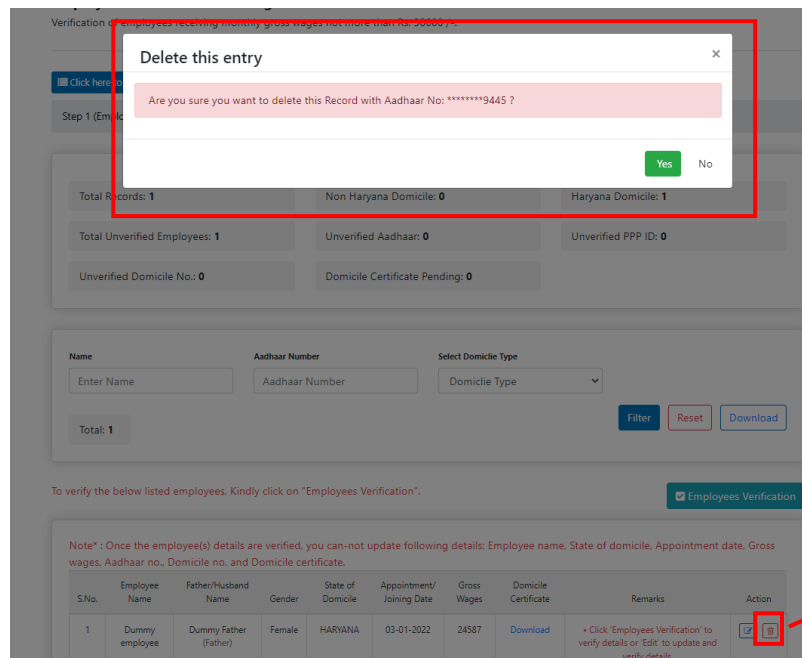 Verification of employees receiving monthly gross wages not more than Rs. 30000 /-.
Delete this entry ×
Click here to
Are you sure you want to delete this Record with Aadhaar No: ********9445 ?
Step 1 (Emplo
Yes No
Total Records: 1 Non Haryana Domicile: 0 Haryana Domicile: 1
Total Unverified Employees: 1 Unverified Aadhaar: 0 Unverified PPP ID: 0
Unverified Domicile No.: 0 Domicile Certificate Pending: 0
Name Aadhaar Number Select Domiclie Type
Enter Name Aadhaar Number Domiclie Type
Filter Reset Download
Total: 1
To verify the below listed employees, Kindly click on "Employees Verification".
Employees Verification
Note* : Once the employee(s) details are verified, you can-not update following details: Employee name, State of domicile, Appointment date, Gross
wages, Aadhaar no., Domicile no. and Domicile certificate.
S.No. Employee Name Father/Husband Name Gender State of Domicile Appointment/ Joining Date Gross Wages Domicile Certificate Remarks Action
1 Dummy employee Dummy Father (Father) Female HARYANA 03-01-2022 24587 Download • Click 'Employees Verification' to
verify details or 'Edit' to update and
verify details